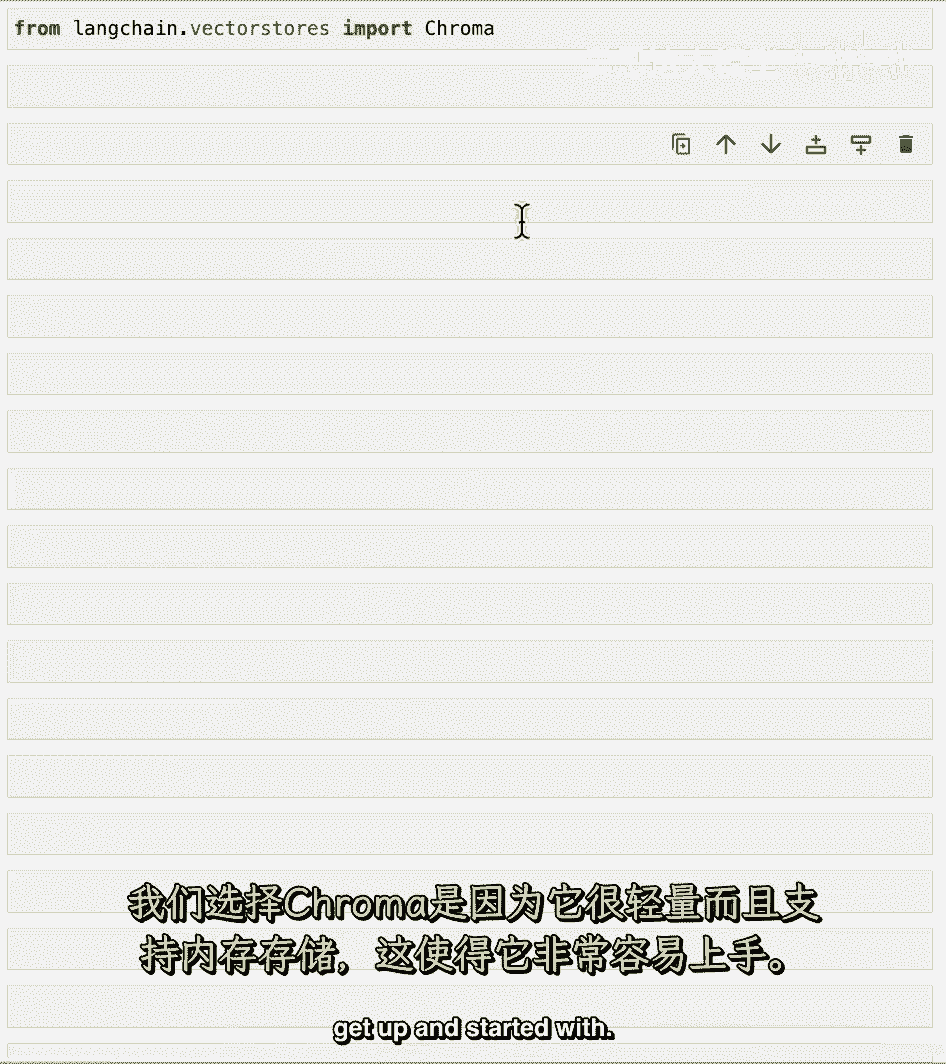 from langchain.vectorstores import Chroma
我们选择Chroma是因为它很轻量而且支
持内存存储，这使得它非常容易上手。
get up and started with.